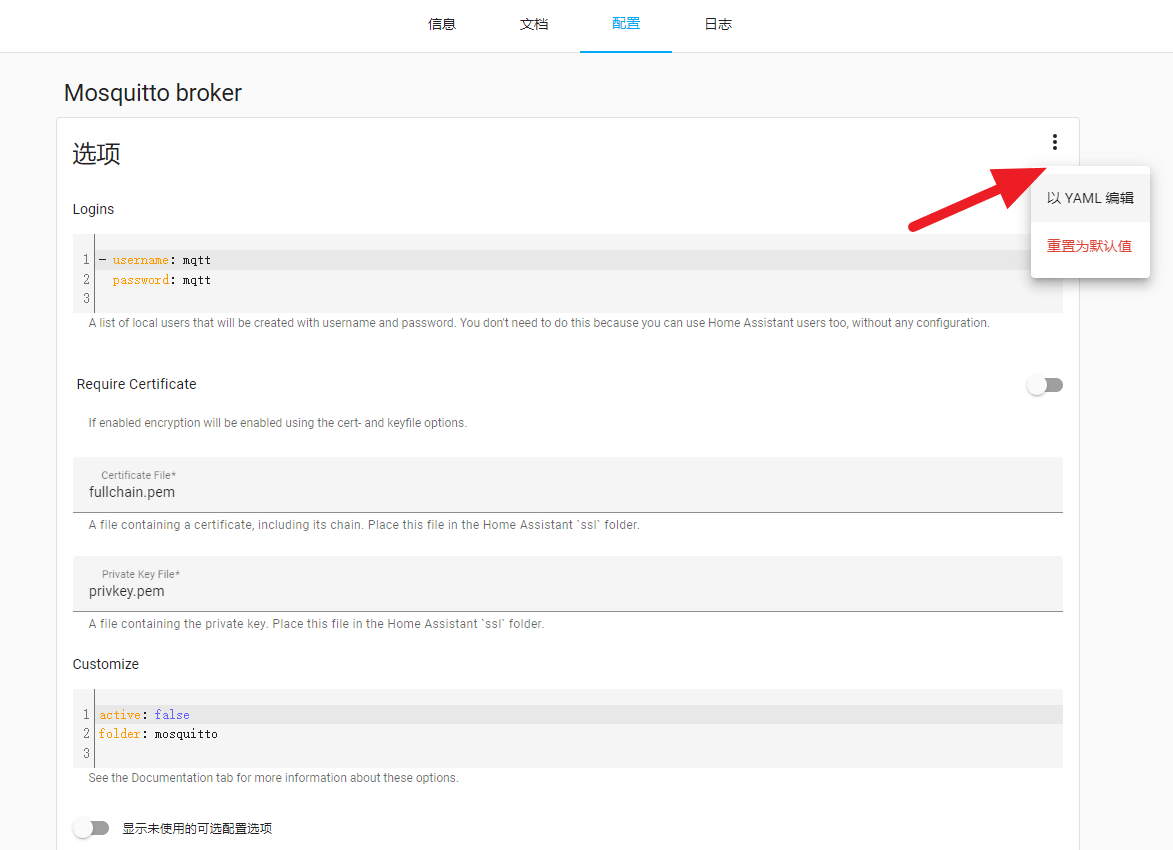 信息 文档 配置 日志
Mosquitto broker
选项
以 YAML 编辑
重置为默认值
Logins
1 - username: mqtt
2 password: mqtt
3
A list of local users that will be created with username and password. You don't need to do this because you can use Home Assistant users too, without any configuration.
Require Certificate
If enabled encryption will be enabled using the cert- and keyfile options.
Certificate File*
fullchain.pem
A file containing a certificate, including its chain. Place this file in the Home Assistant `ssl` folder.
Private Key File*
privkey.pem
A file containing the private key. Place this file in the Home Assistant `ssl` folder.
Customize
1 active: false
2 folder: mosquitto
3
See the Documentation tab for more information about these options.
显示未使用的可选配置选项